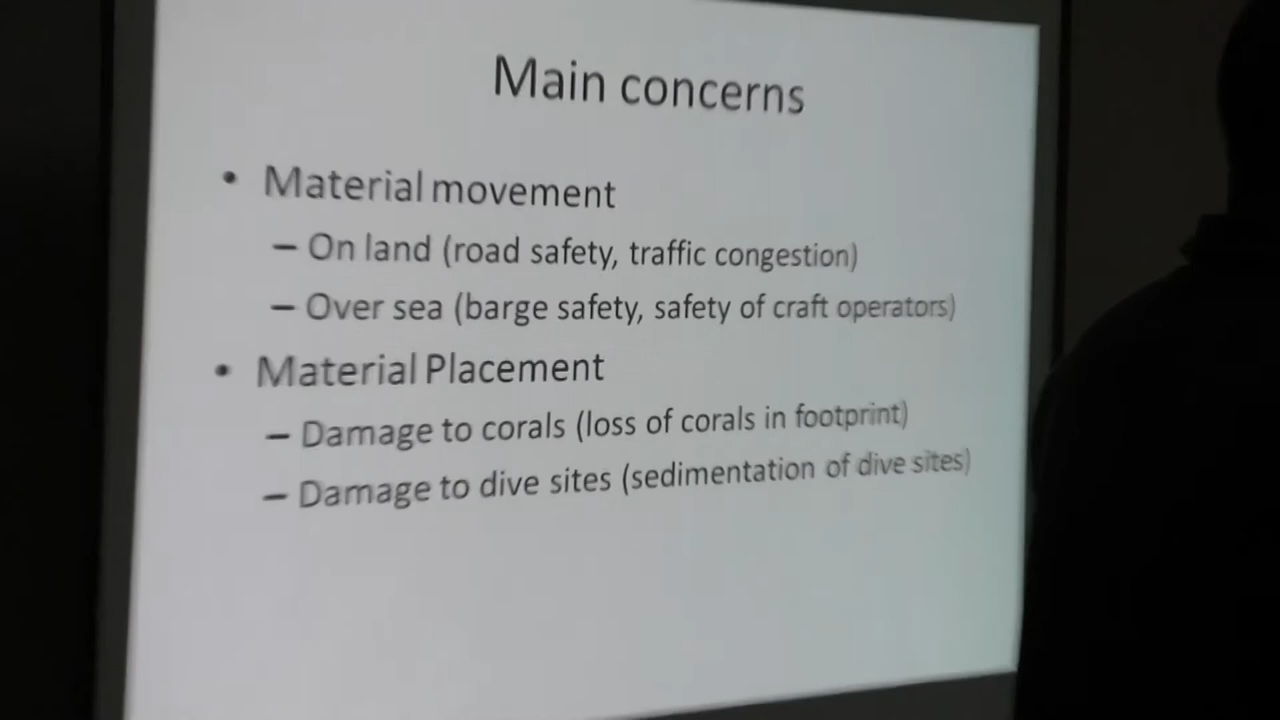 Main concerns
• Material movement
– On land (road safety, traffic congestion)
– Over sea (barge safety, safety of craft operators)
• Material Placement
– Damage to corals (loss of corals in footprint)
– Damage to dive sites (sedimentation of dive sites)